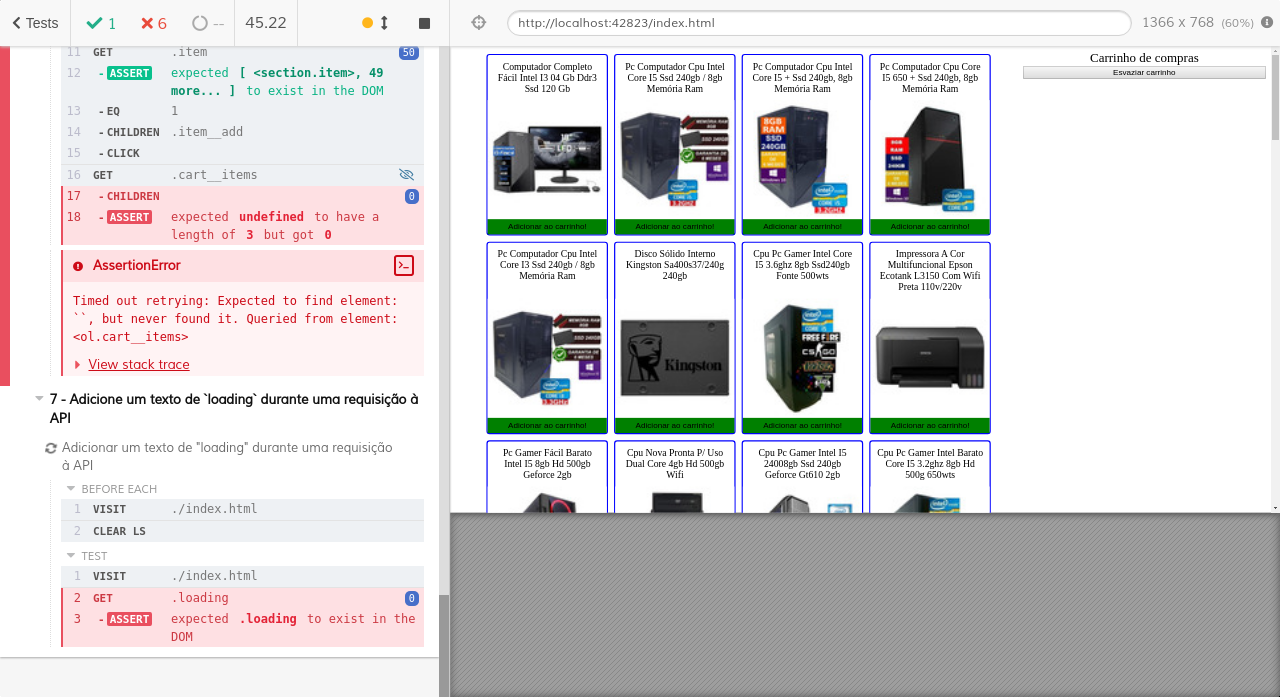 Tests
1
6
--
45.22
http://localhost:42823/index.html
1366 x 768 (60%)
11 GET .item 50
12 - ASSERT expected [ <section.item>, 49
more... ] to exist in the DOM
13 - EQ 1
14 - CHILDREN .item__add
15 - CLICK
16 GET .cart__items
17 - CHILDREN 0
18 - ASSERT expected undefined to have a
length of 3 but got 0
AssertionError
Timed out retrying: Expected to find element:
``, but never found it. Queried from element:
<ol.cart__items>
View stack trace
7 - Adicione um texto de `loading` durante uma requisição à
API
Adicionar um texto de "loading" durante uma requisição
à API
BEFORE EACH
1 VISIT ./index.html
2 CLEAR LS
TEST
1 VISIT ./index.html
2 GET .loading 0
3 - ASSERT expected .loading to exist in the
DOM
Computador Completo
Fácil Intel I3 04 Gb Ddr3
Ssd 120 Gb
Adicionar ao carrinho!
Pc Computador Cpu Intel
Core I5 Ssd 240gb / 8gb
Memória Ram
Adicionar ao carrinho!
Pc Computador Cpu Intel
Core I5 + Ssd 240gb, 8gb
Memória Ram
8GB
RAM
SSD
240GB
Adicionar ao carrinho!
Pc Computador Cpu Core
I5 650 + Ssd 240gb, 8gb
Memória Ram
Adicionar ao carrinho!
Pc Computador Cpu Intel
Core I3 Ssd 240gb / 8gb
Memória Ram
Adicionar ao carrinho!
Disco Sólido Interno
Kingston Sa400s37/240g
240gb
Kingston
Adicionar ao carrinho!
Cpu Pc Gamer Intel Core
I5 3.6ghz 8gb Ssd240gb
Fonte 500wts
FREE FIRE
CS GO
Adicionar ao carrinho!
Impressora A Cor
Multifuncional Epson
Ecotank L3150 Com Wifi
Preta 110v/220v
Adicionar ao carrinho!
Pc Gamer Fácil Barato
Intel I5 8gb Hd 500gb
Geforce 2gb
Cpu Nova Pronta P/ Uso
Dual Core 4gb Hd 500gb
Wifi
Cpu Pc Gamer Intel I5
24008gb Ssd 240gb
Geforce Gt610 2gb
Cpu Pc Gamer Intel Barato
Core I5 3.2ghz 8gb Hd
500g 650wts
Carrinho de compras
Esvaziar carrinho